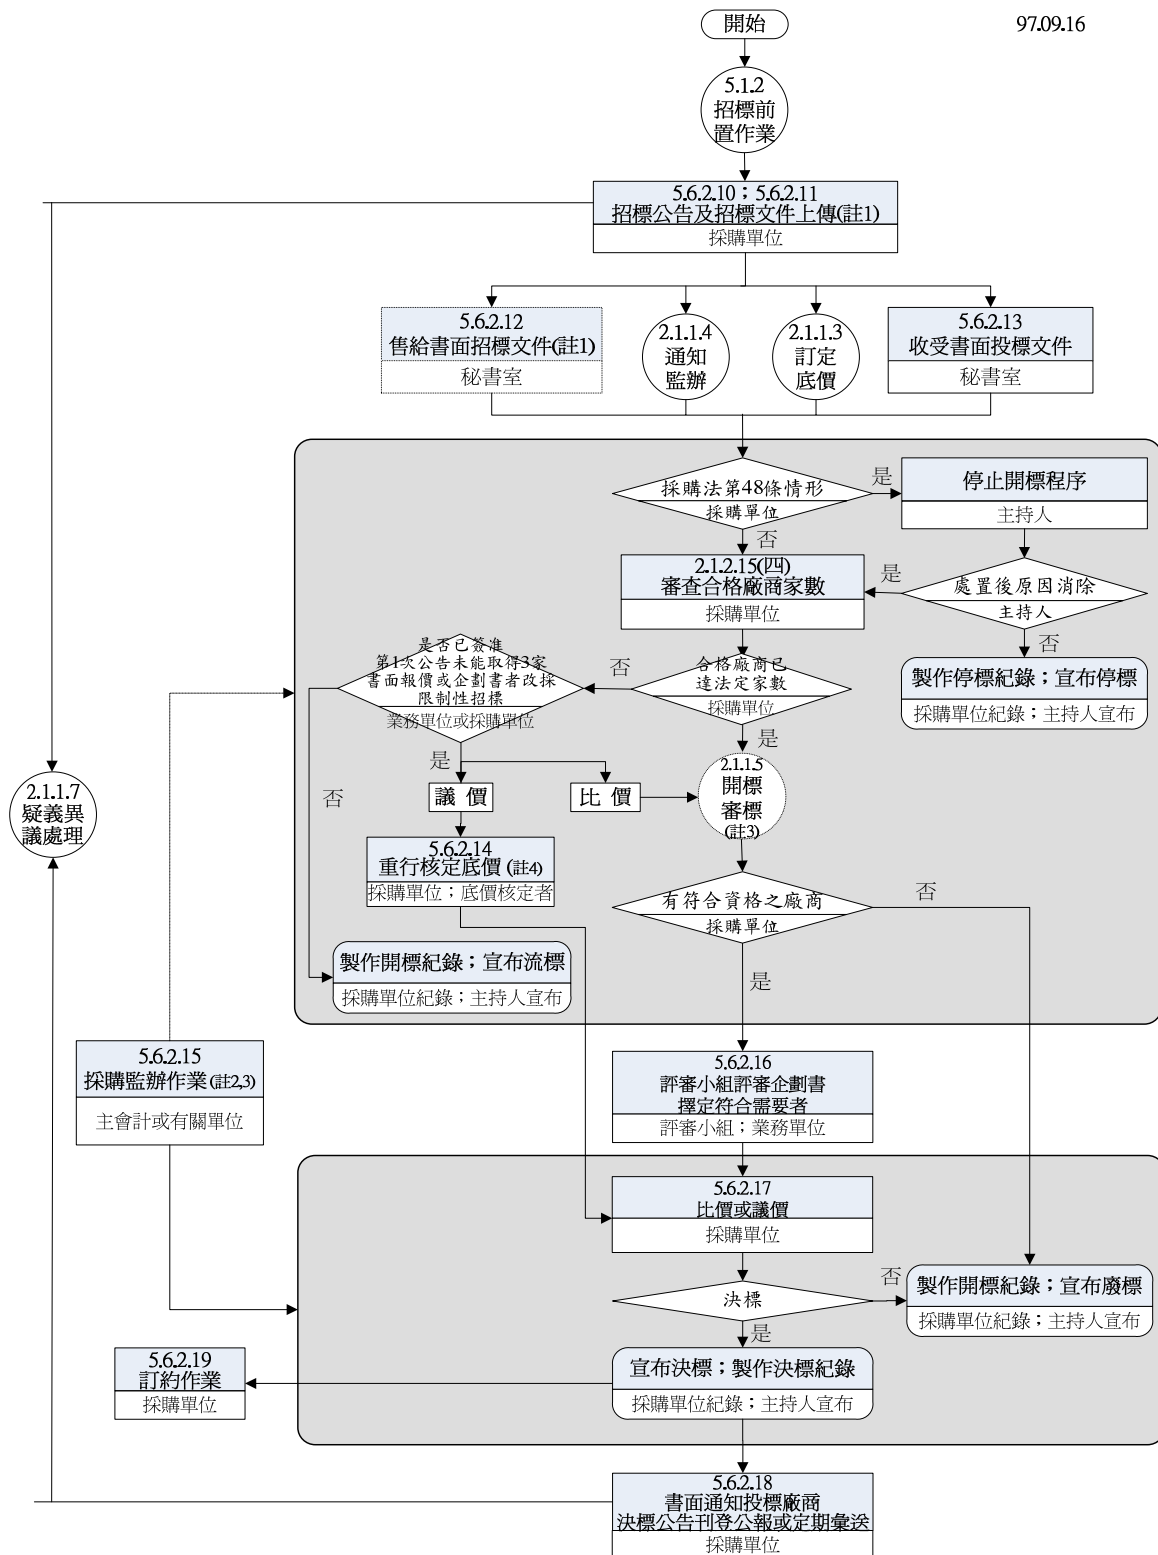 開始
97.09.16
5.1.2
招標前
置作業
5.6.2.10；5.6.2.11
招標公告及招標文件上傳(註1)
採購單位
5.6.2.12
售給書面招標文件(註1)
秘書室
2.1.1.4
通知
監辦
2.1.1.3
訂定
底價
5.6.2.13
收受書面投標文件
秘書室
採購法第48條情形
採購單位
是
停止開標程序
主持人
否
2.1.2.15(四)
審查合格廠商家數
採購單位
是
處置後原因消除
主持人
否
製作停標紀錄；宣布停標
採購單位紀錄；主持人宣布
是否已簽准
第1次公告未能取得3家
書面報價或企劃書者改採
限制性招標
業務單位或採購單位
否
合格廠商已
達法定家數
採購單位
是
是
否
議 價
比 價
2.1.1.5
開標
審標
(註3)
2.1.1.7
疑義異
議處理
5.6.2.14
重行核定底價 (註4)
採購單位；底價核定者
有符合資格之廠商
採購單位
否
是
製作開標紀錄；宣布流標
採購單位紀錄；主持人宣布
5.6.2.15
採購監辦作業(註2,3)
主會計或有關單位
5.6.2.16
評審小組評審企劃書
擇定符合需要者
評審小組；業務單位
5.6.2.17
比價或議價
採購單位
決標
否
製作開標紀錄；宣布廢標
採購單位紀錄；主持人宣布
是
5.6.2.19
訂約作業
採購單位
宣布決標；製作決標紀錄
採購單位紀錄；主持人宣布
5.6.2.18
書面通知投標廠商
決標公告刊登公報或定期彙送
採購單位